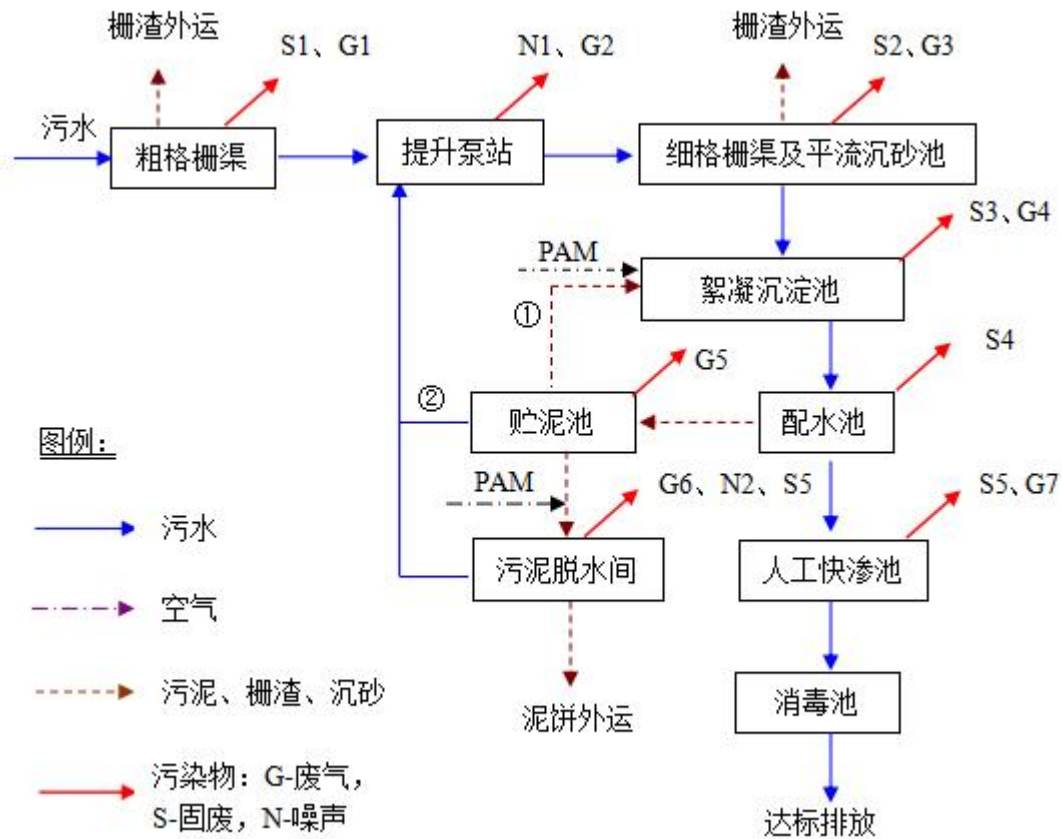 栅渣外运
S1、G1
N1、G2
栅渣外运
S2、G3
污水
粗格栅渠
提升泵站
细格栅渠及平流沉砂池
S3、G4
PAM
絮凝沉淀池
①
S4
G5
②
贮泥池
配水池
图例:
PAM
G6、N2、S5
S5、G7
污水
污泥脱水间
人工快渗池
空气
污泥、栅渣、沉砂
消毒池
泥饼外运
污染物:G-废气,
S-固废,N-噪声
达标排放